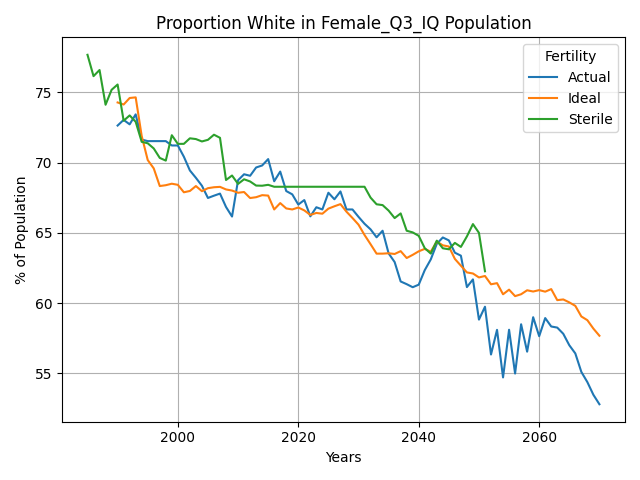 Proportion White in Female_Q3_IQ Population
Fertility
Actual
Ideal
Sterile
% of Population
75
70
65
60
55
2000
2020
2040
2060
Years